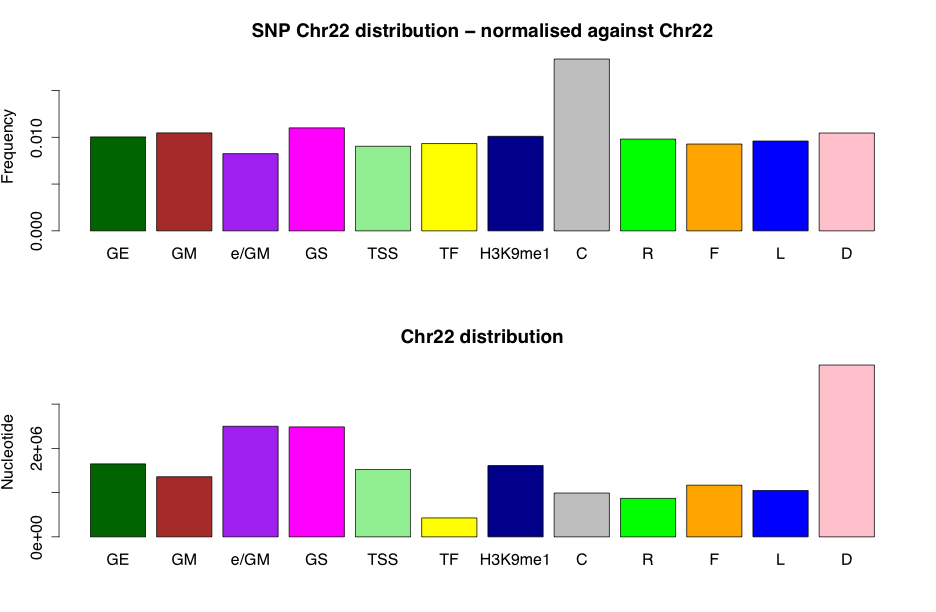 SNP Chr22 distribution – normalised against Chr22
Frequency
0.010
0.000
GE GM e/GM GS TSS TF H3K9me1 C R F L D
Chr22 distribution
Nucleotide
2e+06
0e+00
GE GM e/GM GS TSS TF H3K9me1 C R F L D